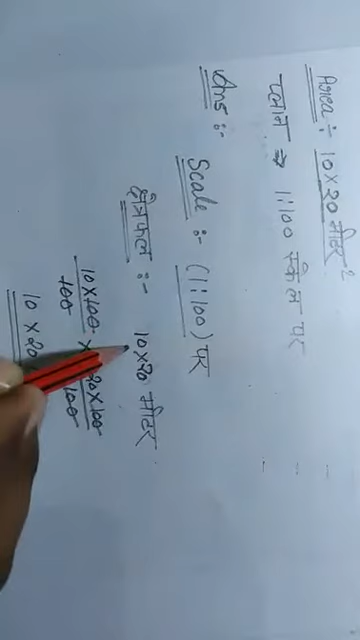 Area :- 10 × 20 मीटर²
प्लान ⇒ 1:100 स्केल पर
Ans :-
Scale :- (1:100) पर
क्षेत्रफल :- 10×20 मीटर
10×100 × 20×100
100 100
10 × 20